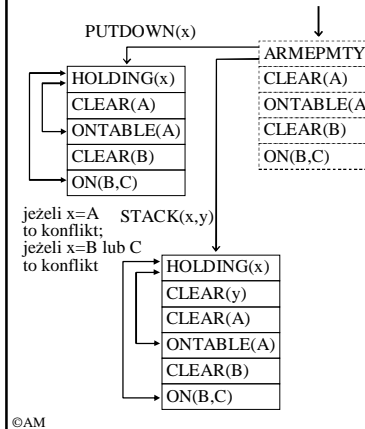 PUTDOWN(x)
ARMEPMTY
CLEAR(A)
ONTABLE(A
CLEAR(B)
ON(B,C)
HOLDING(x)
CLEAR(A)
ONTABLE(A)
CLEAR(B)
ON(B,C)
jeżeli x=A
to konflikt;
jeżeli x=B lub C
to konflikt
STACK(x,y)
HOLDING(x)
CLEAR(y)
CLEAR(A)
ONTABLE(A)
CLEAR(B)
ON(B,C)
©AM